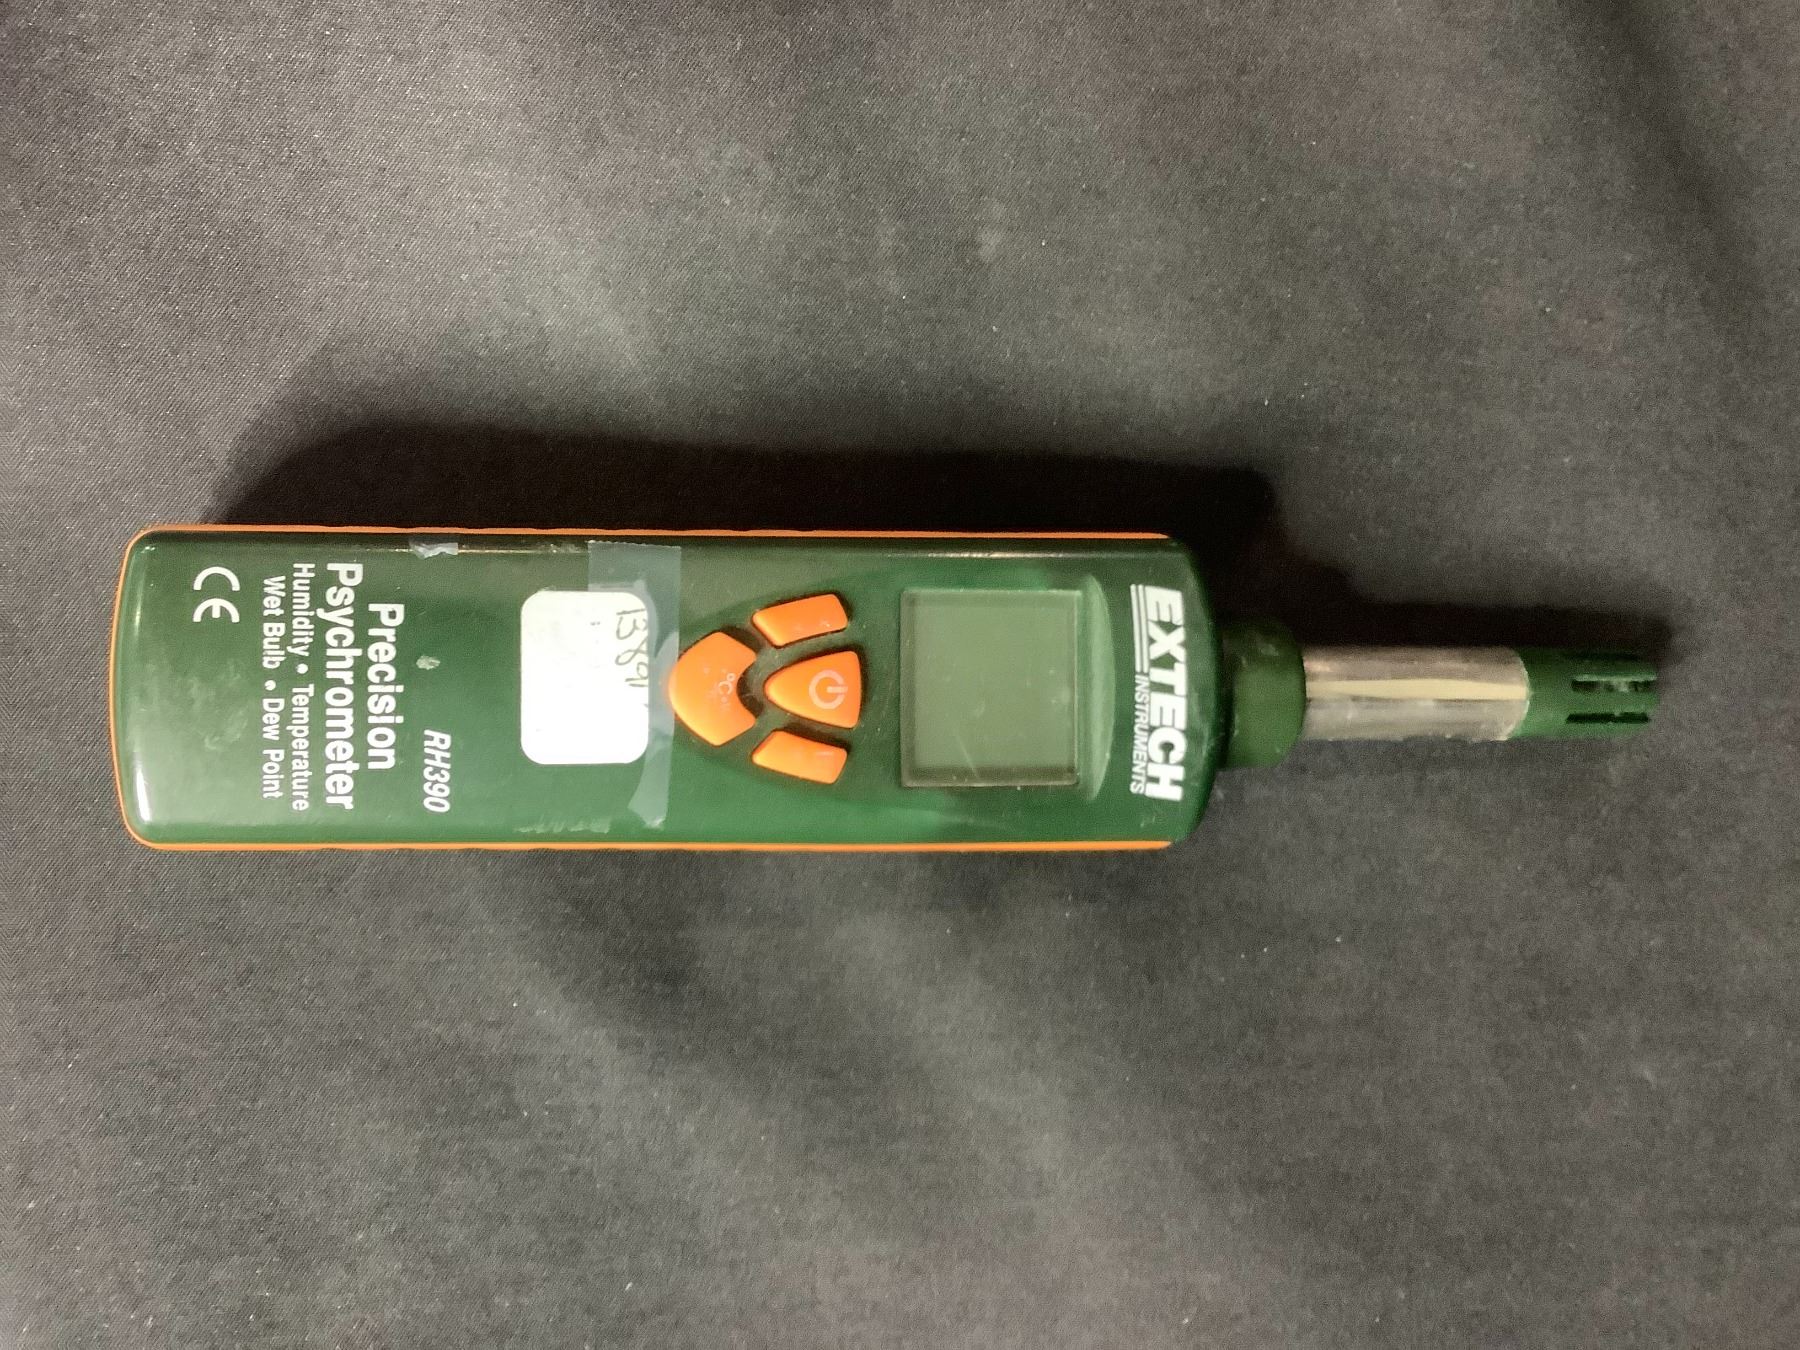 EXTECH
INSTRUMENTS
°C
RH390
Precision
Psychrometer
Humidity • Temperature
Wet Bulb • Dew Point
CE